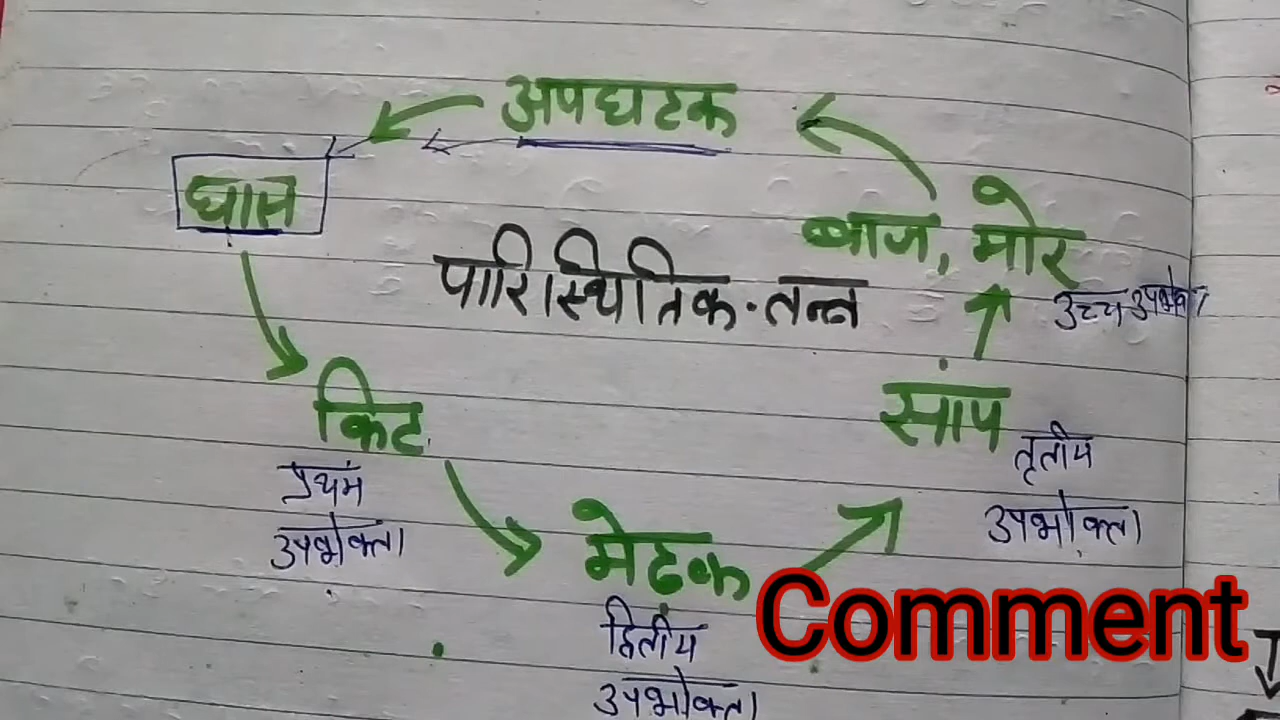 अपघटक
घास
बाज, मोर
उच्च उपभोक्ता
पारिस्थितिक-तन्त्र
सांप
तृतीय
उपभोक्ता
किट
प्रथम
उपभोक्ता
मेढक
द्वितीय
उपभोक्ता
Comment